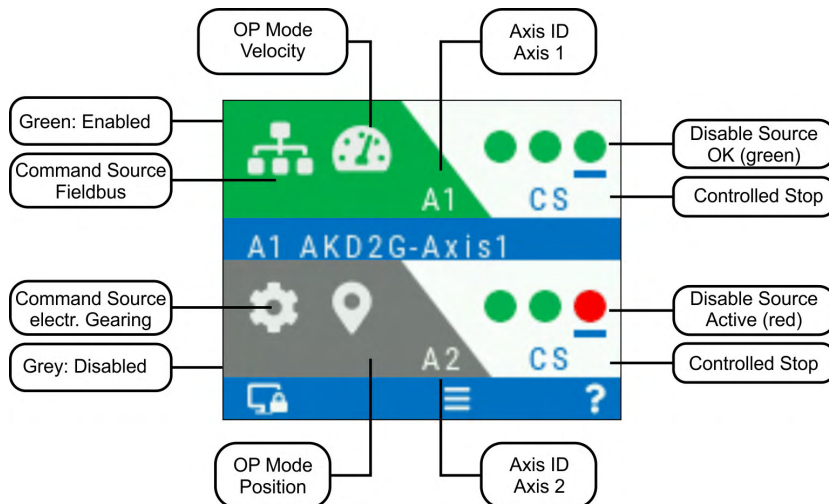 OP Mode
Velocity
Axis ID
Axis 1
Green: Enabled
Disable Source
OK (green)
Command Source
Fieldbus
A1
CS
Controlled Stop
A1 AKD2G-Axis1
Command Source
electr. Gearing
Disable Source
Active (red)
Grey: Disabled
A2
CS
Controlled Stop
?
OP Mode
Position
Axis ID
Axis 2